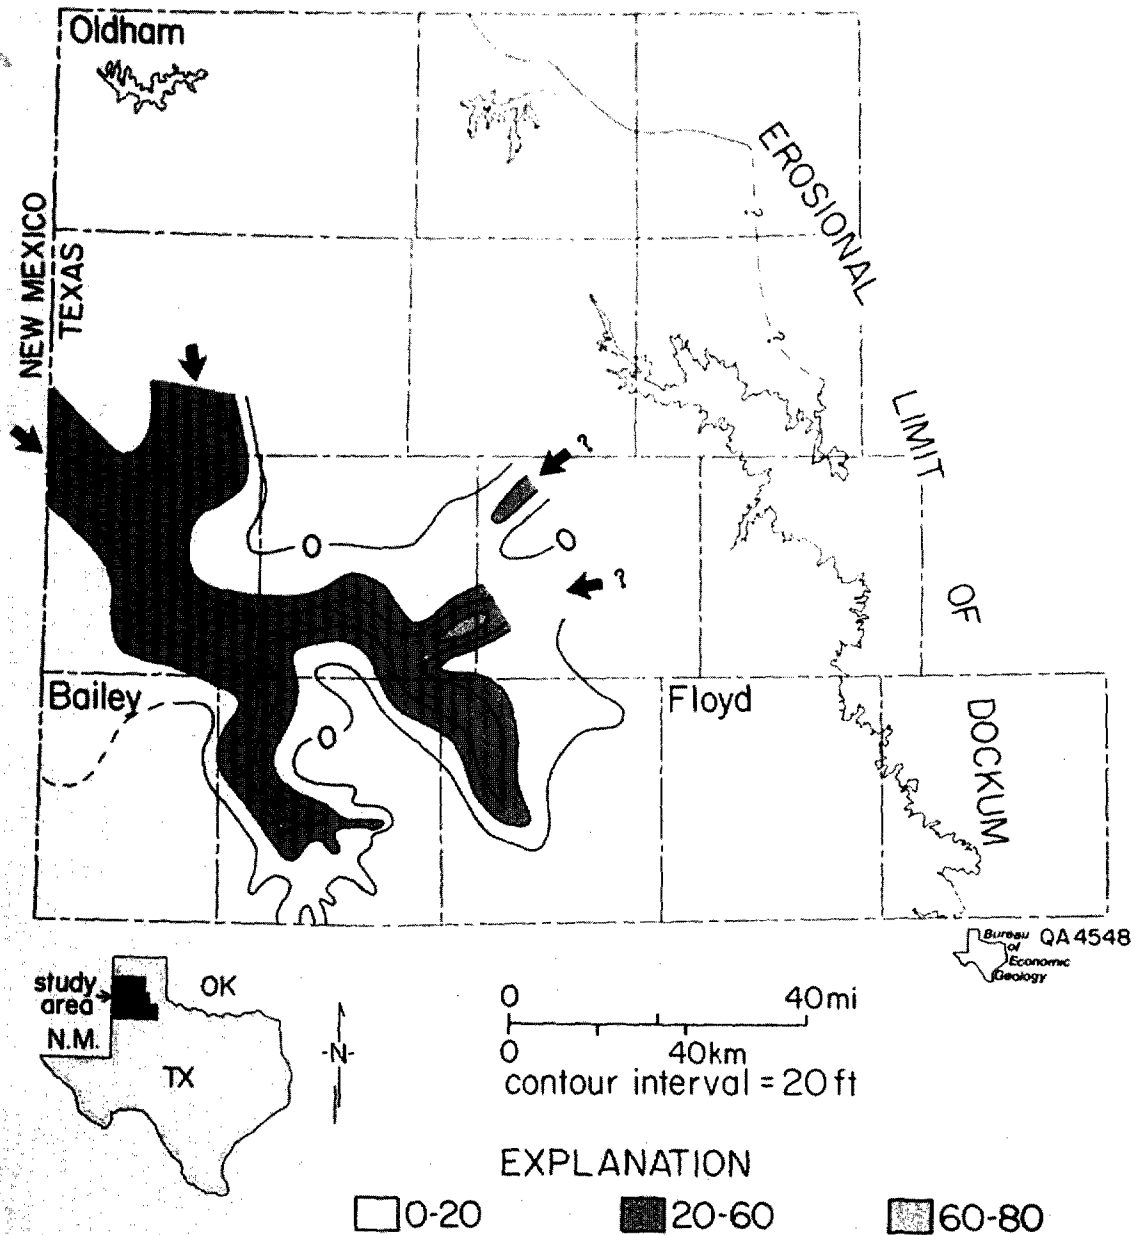 Oldham
NEW MEXICO
TEXAS
EROSIONAL
?
?
LIMIT
?
0
0
?
OF
Bailey
Floyd
0
DOCKUM
Bureau
of
Economic
Geology
QA 4548
study
area
OK
N.M.
TX
-N-
0 40mi
0 40km
contour interval = 20 ft
EXPLANATION
0-20 20-60 60-80